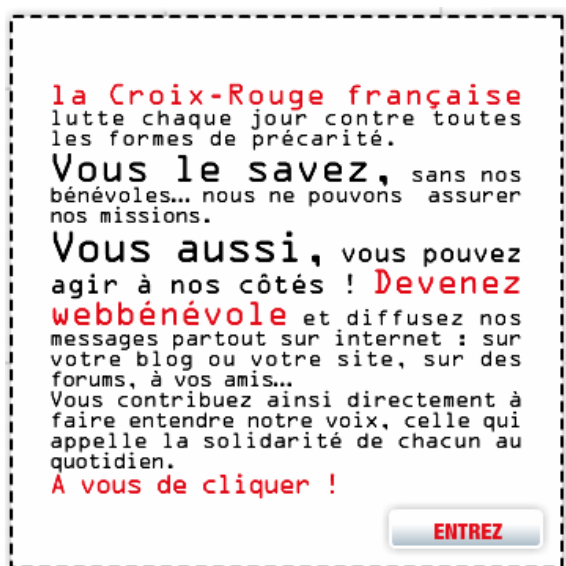 la Croix-Rouge française
lutte chaque jour contre toutes
les formes de précarité.
Vous le savez, sans nos
bénévoles... nous ne pouvons assurer
nos missions.
Vous aussi, vous pouvez
agir à nos côtés ! Devenez
webbénévole et diffusez nos
messages partout sur internet : sur
votre blog ou votre site, sur des
forums, à vos amis...
Vous contribuez ainsi directement à
faire entendre notre voix, celle qui
appelle la solidarité de chacun au
quotidien.
A vous de cliquer !
ENTREZ